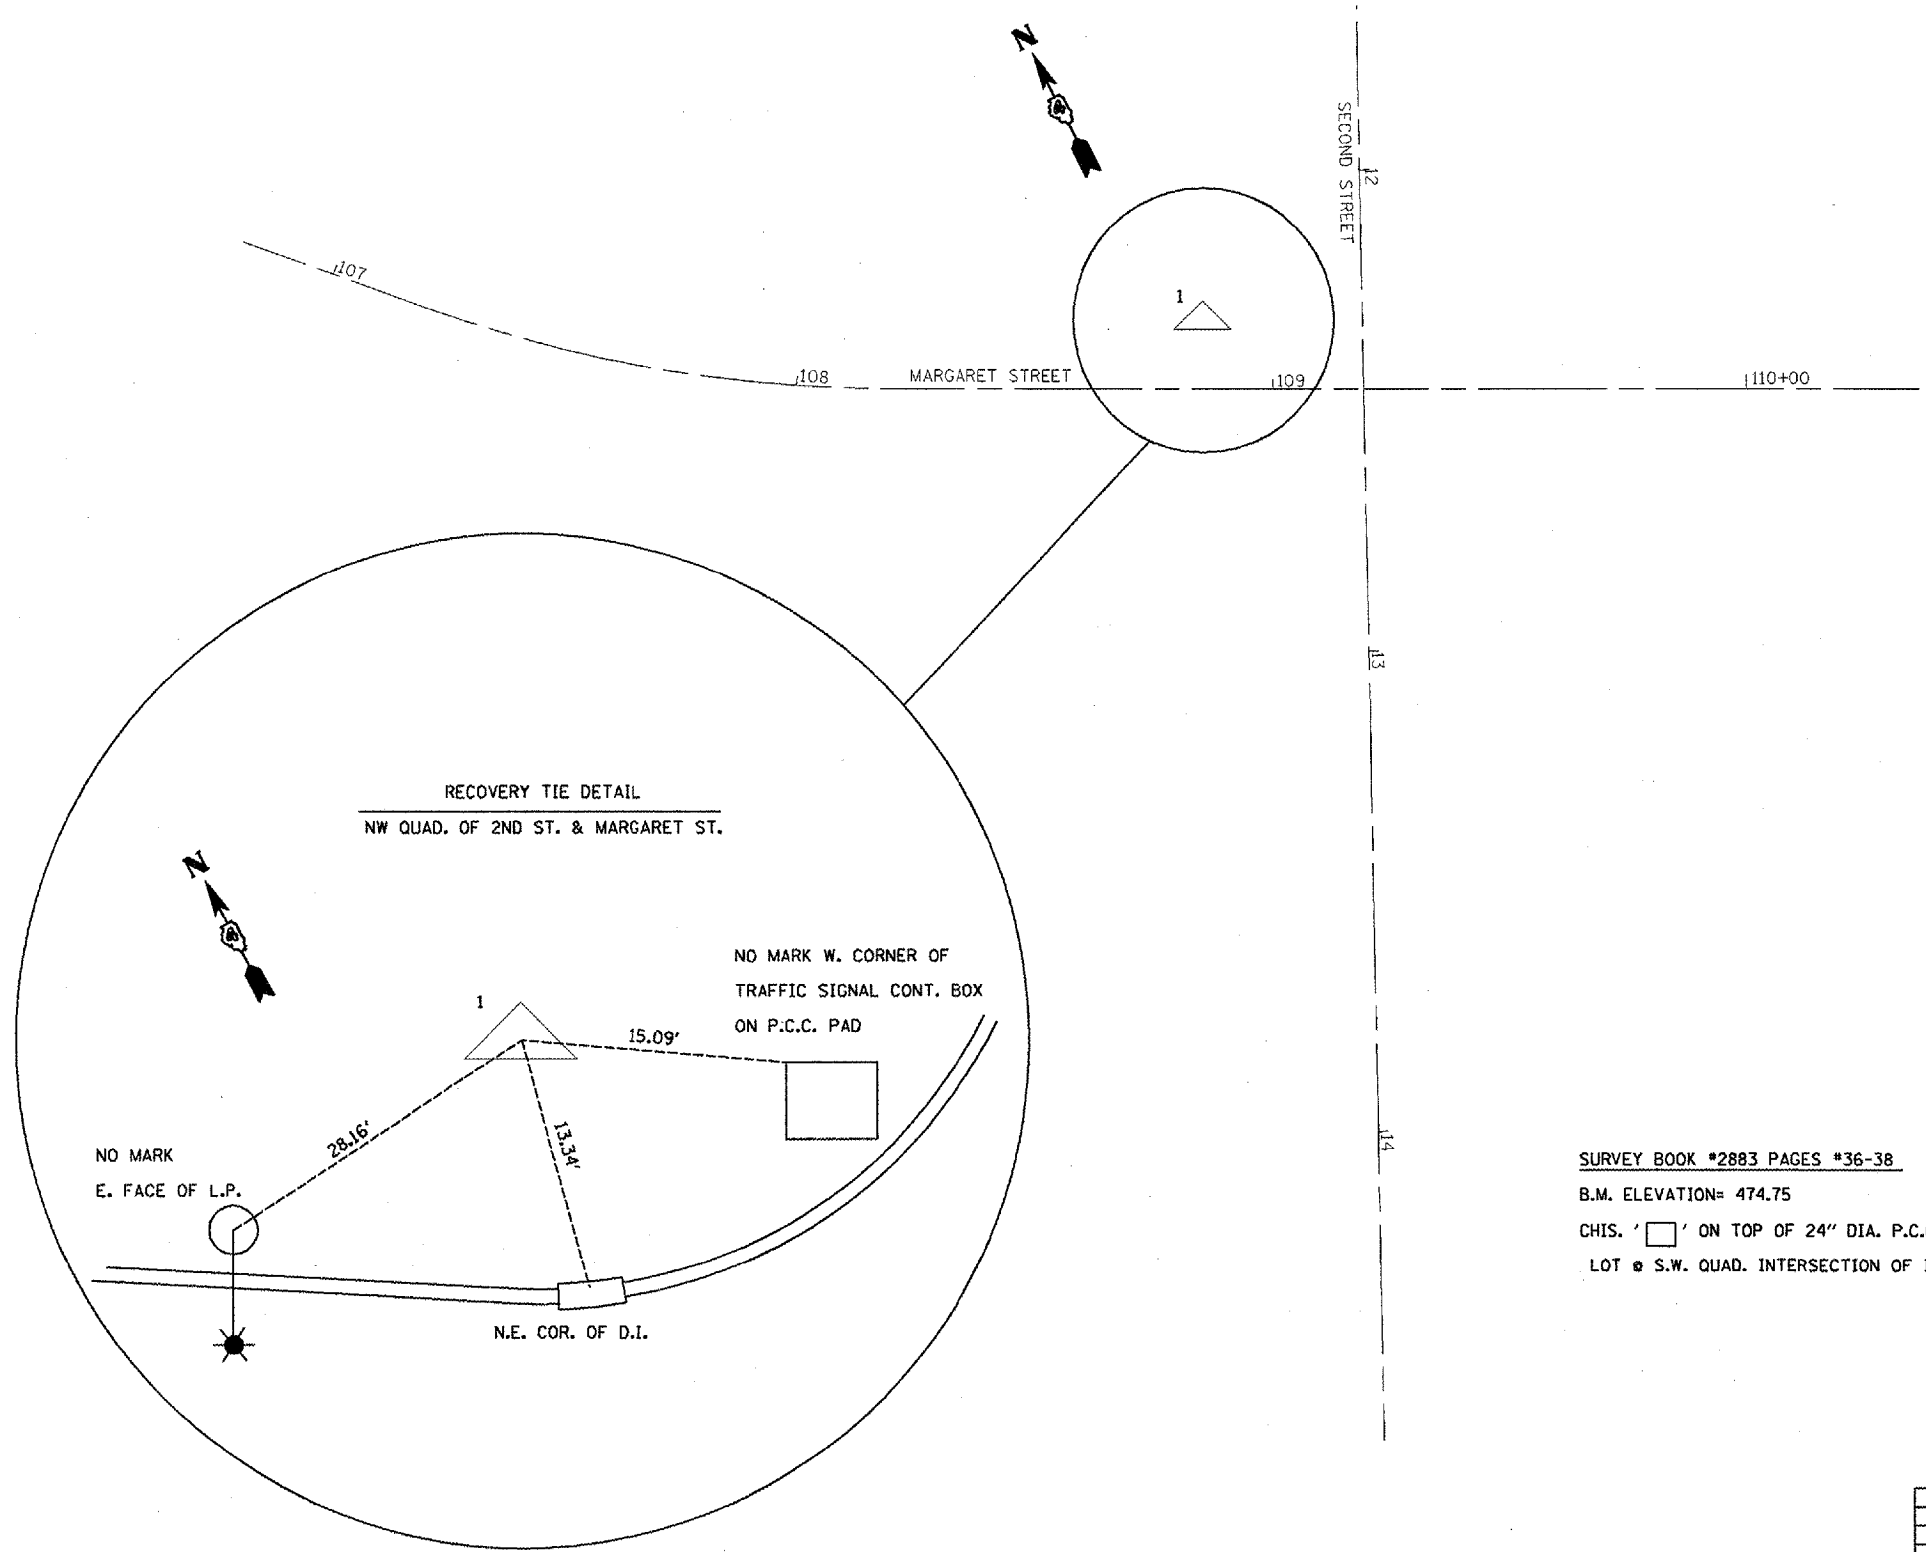 N
SECOND STREET
12
107
1
108
MARGARET STREET
109
110+00
13
RECOVERY TIE DETAIL
NW QUAD. OF 2ND ST. & MARGARET ST.
N
NO MARK W. CORNER OF
TRAFFIC SIGNAL CONT. BOX
ON P.C.C. PAD
1
15.09'
28.16'
13.34'
NO MARK
E. FACE OF L.P.
N.E. COR. OF D.I.
14
SURVEY BOOK #2883 PAGES #36-38
B.M. ELEVATION= 474.75
CHIS. ' ' ON TOP OF 24" DIA. P.C.
LOT @ S.W. QUAD. INTERSECTION OF